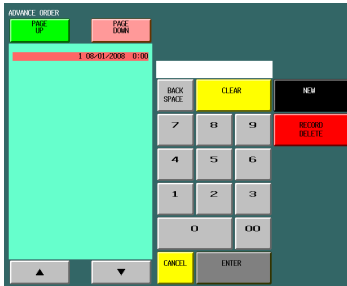 ADVANCE ORDER
PAGE
UP
PAGE
DOWN
1 08/01/2008 0:00
BACK
SPACE
CLEAR
NEW
7 8 9
RECORD
DELETE
4 5 6
1 2 3
0 00
CANCEL
ENTER